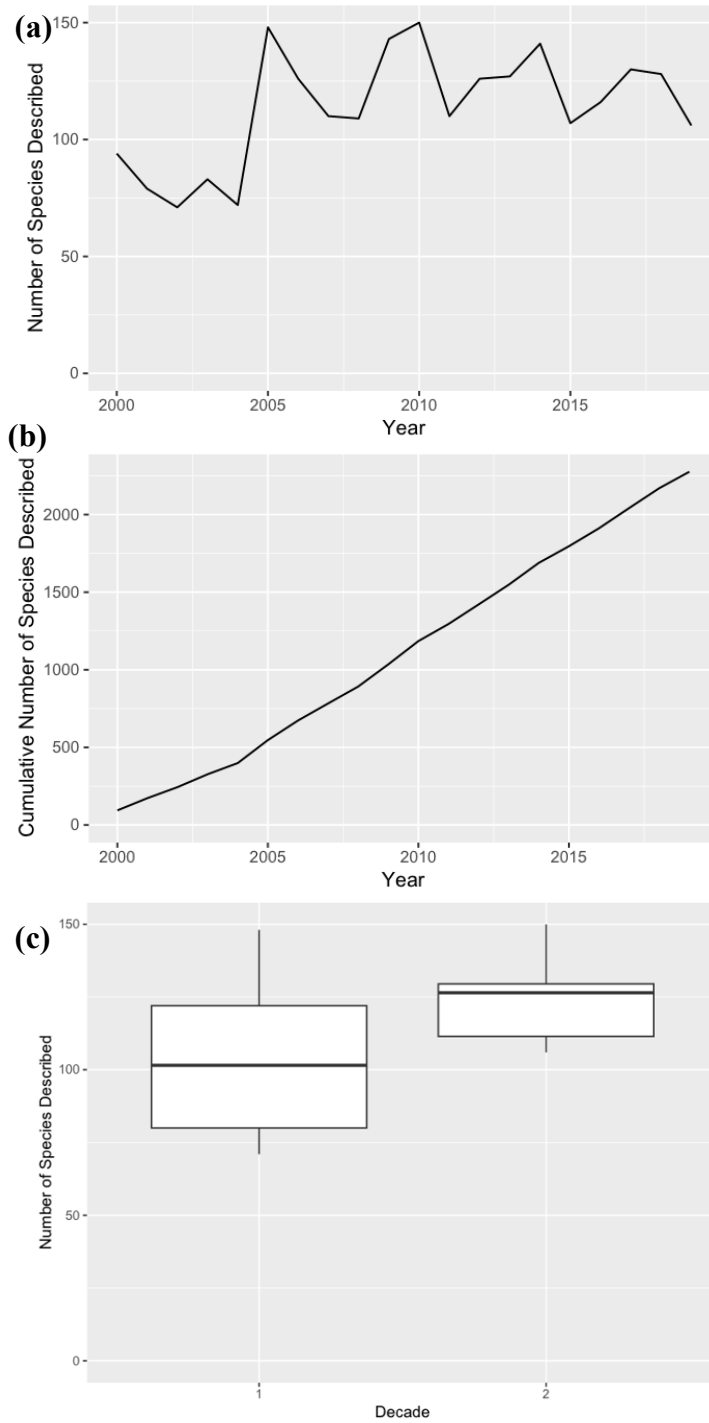 (a)
150
100
50
0
Number of Species Described
2000 2005 2010 2015
Year
(b)
2000
1500
1000
500
0
Cumulative Number of Species Described
2000 2005 2010 2015
Year
(c)
150
100
50
0
Number of Species Described
1 2
Decade